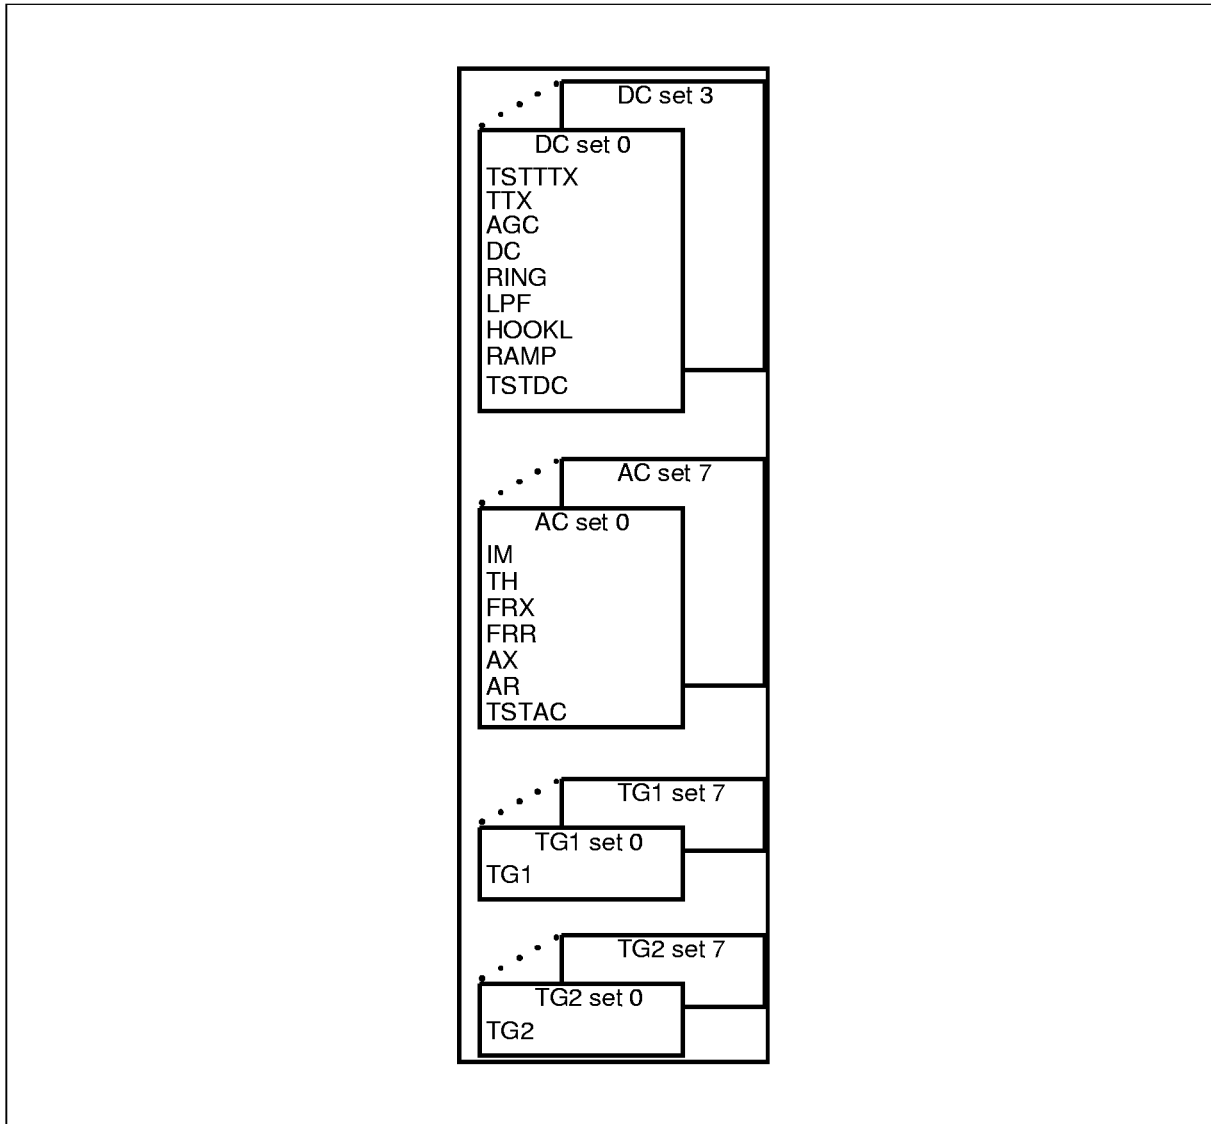 DC set 3
DC set 0
TSTTTX
TTX
AGC
DC
RING
LPF
HOOKL
RAMP
TSTDC
AC set 7
AC set 0
IM
TH
FRX
FRR
AX
AR
TSTAC
TG1 set 7
TG1 set 0
TG1
TG2 set 7
TG2 set 0
TG2